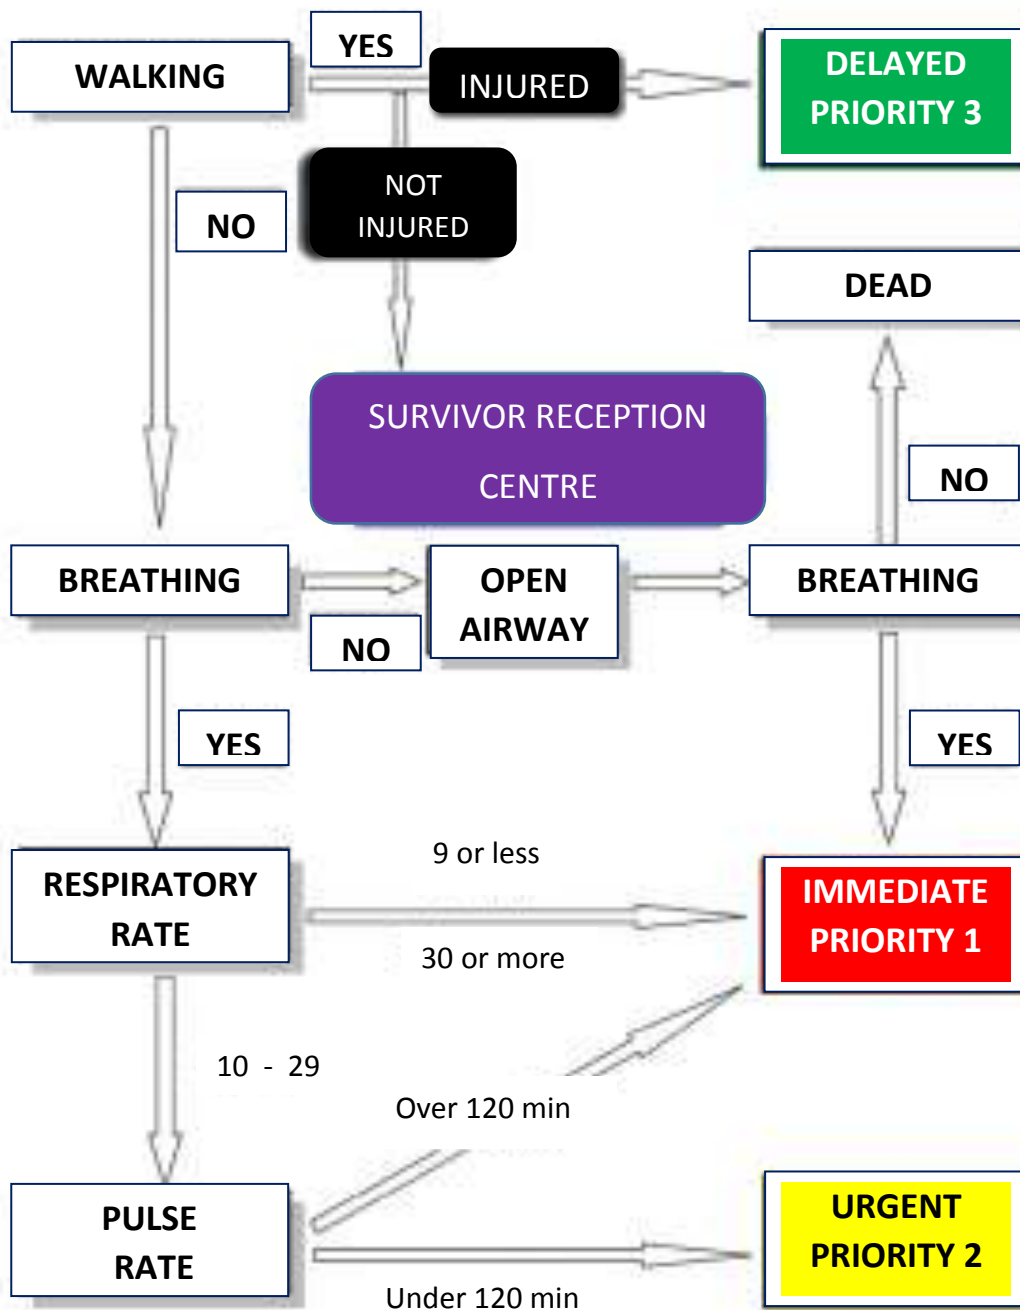 YES
WALKING
INJURED
DELAYED
PRIORITY 3
NOT
INJURED
NO
DEAD
SURVIVOR RECEPTION
CENTRE
NO
BREATHING
OPEN
AIRWAY
BREATHING
NO
YES
YES
9 or less
RESPIRATORY
RATE
IMMEDIATE
PRIORITY 1
30 or more
10 - 29
Over 120 min
PULSE
RATE
URGENT
PRIORITY 2
Under 120 min